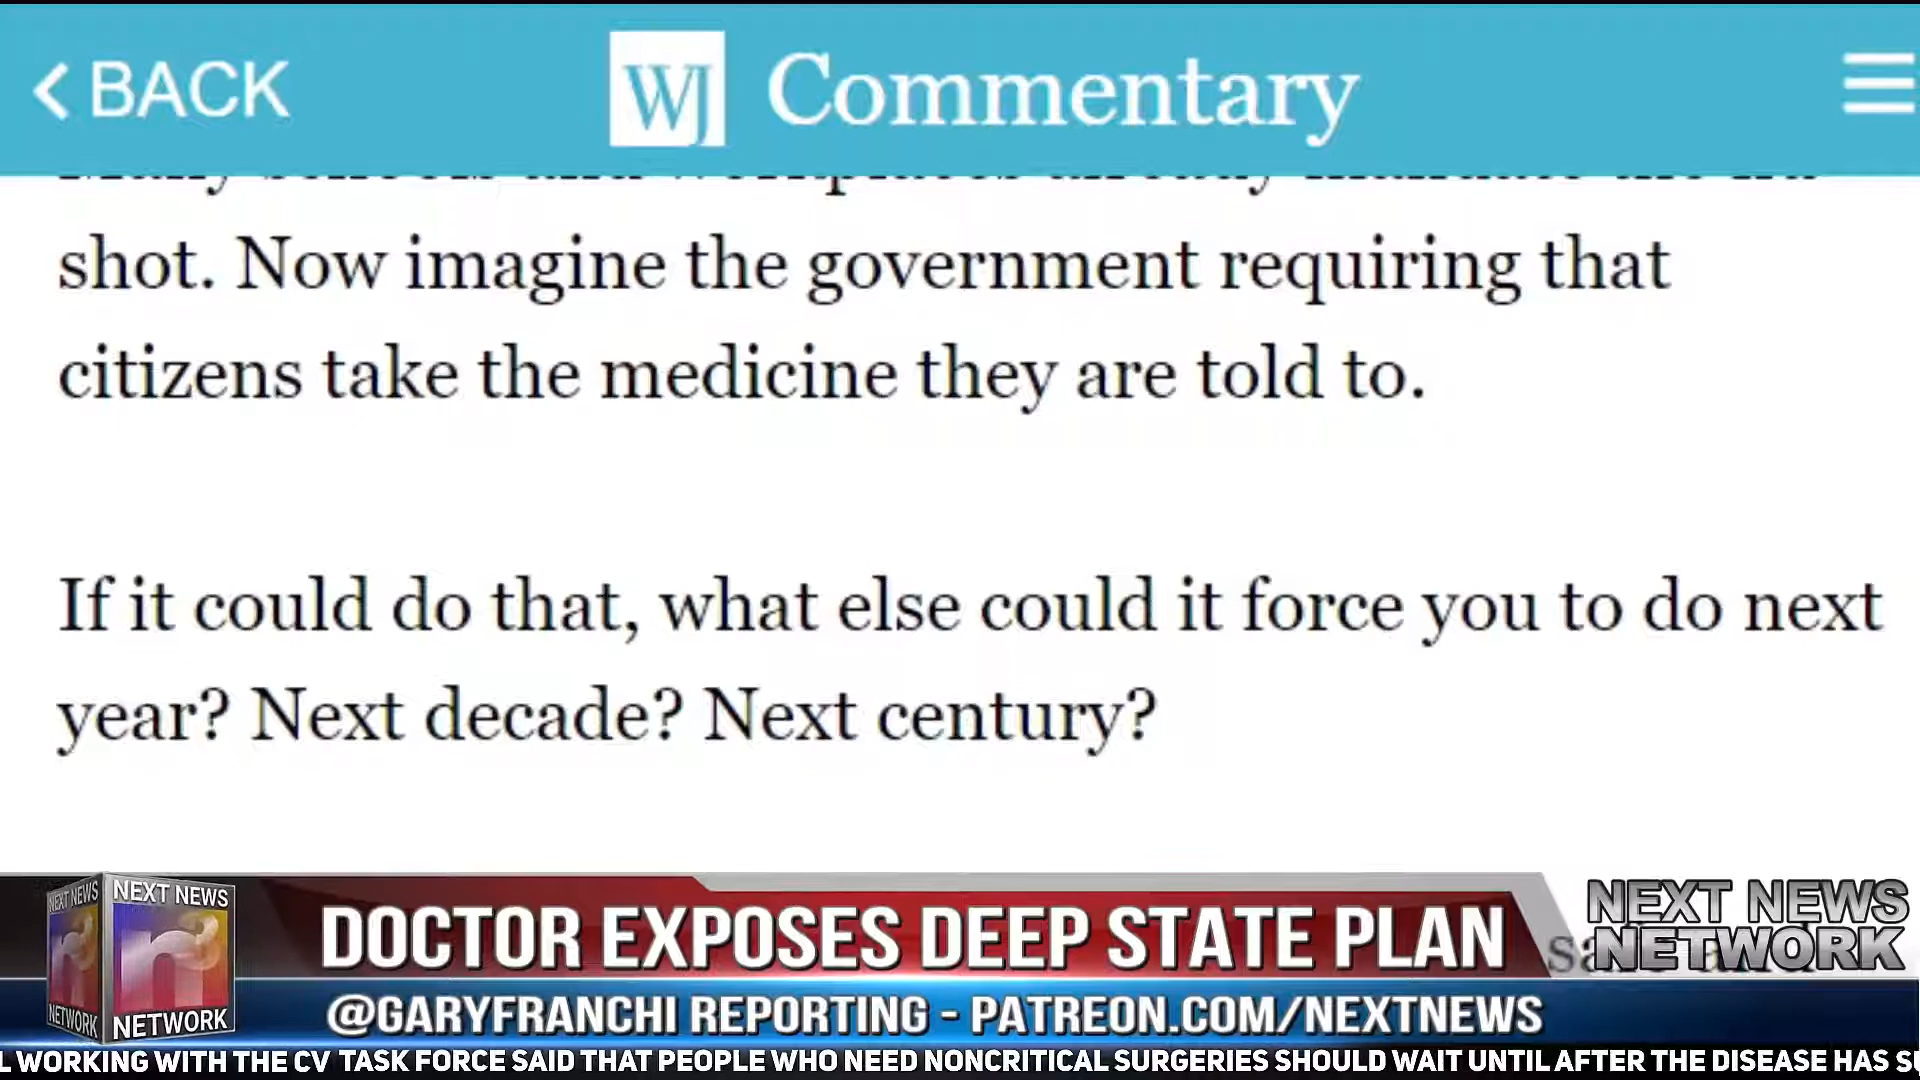 BACK
WJ Commentary
shot. Now imagine the government requiring that
citizens take the medicine they are told to.
If it could do that, what else could it force you to do next
year? Next decade? Next century?
NEXT NEWS
NEXT NEWS
NETWORK
NETWORK
DOCTOR EXPOSES DEEP STATE PLAN
NEXT NEWS
NETWORK
@GARYFRANCHI REPORTING - PATREON.COM/NEXTNEWS
WORKING WITH THE CV TASK FORCE SAID THAT PEOPLE WHO NEED NONCRITICAL SURGERIES SHOULD WAIT UNTIL AFTER THE DISEASE HAS